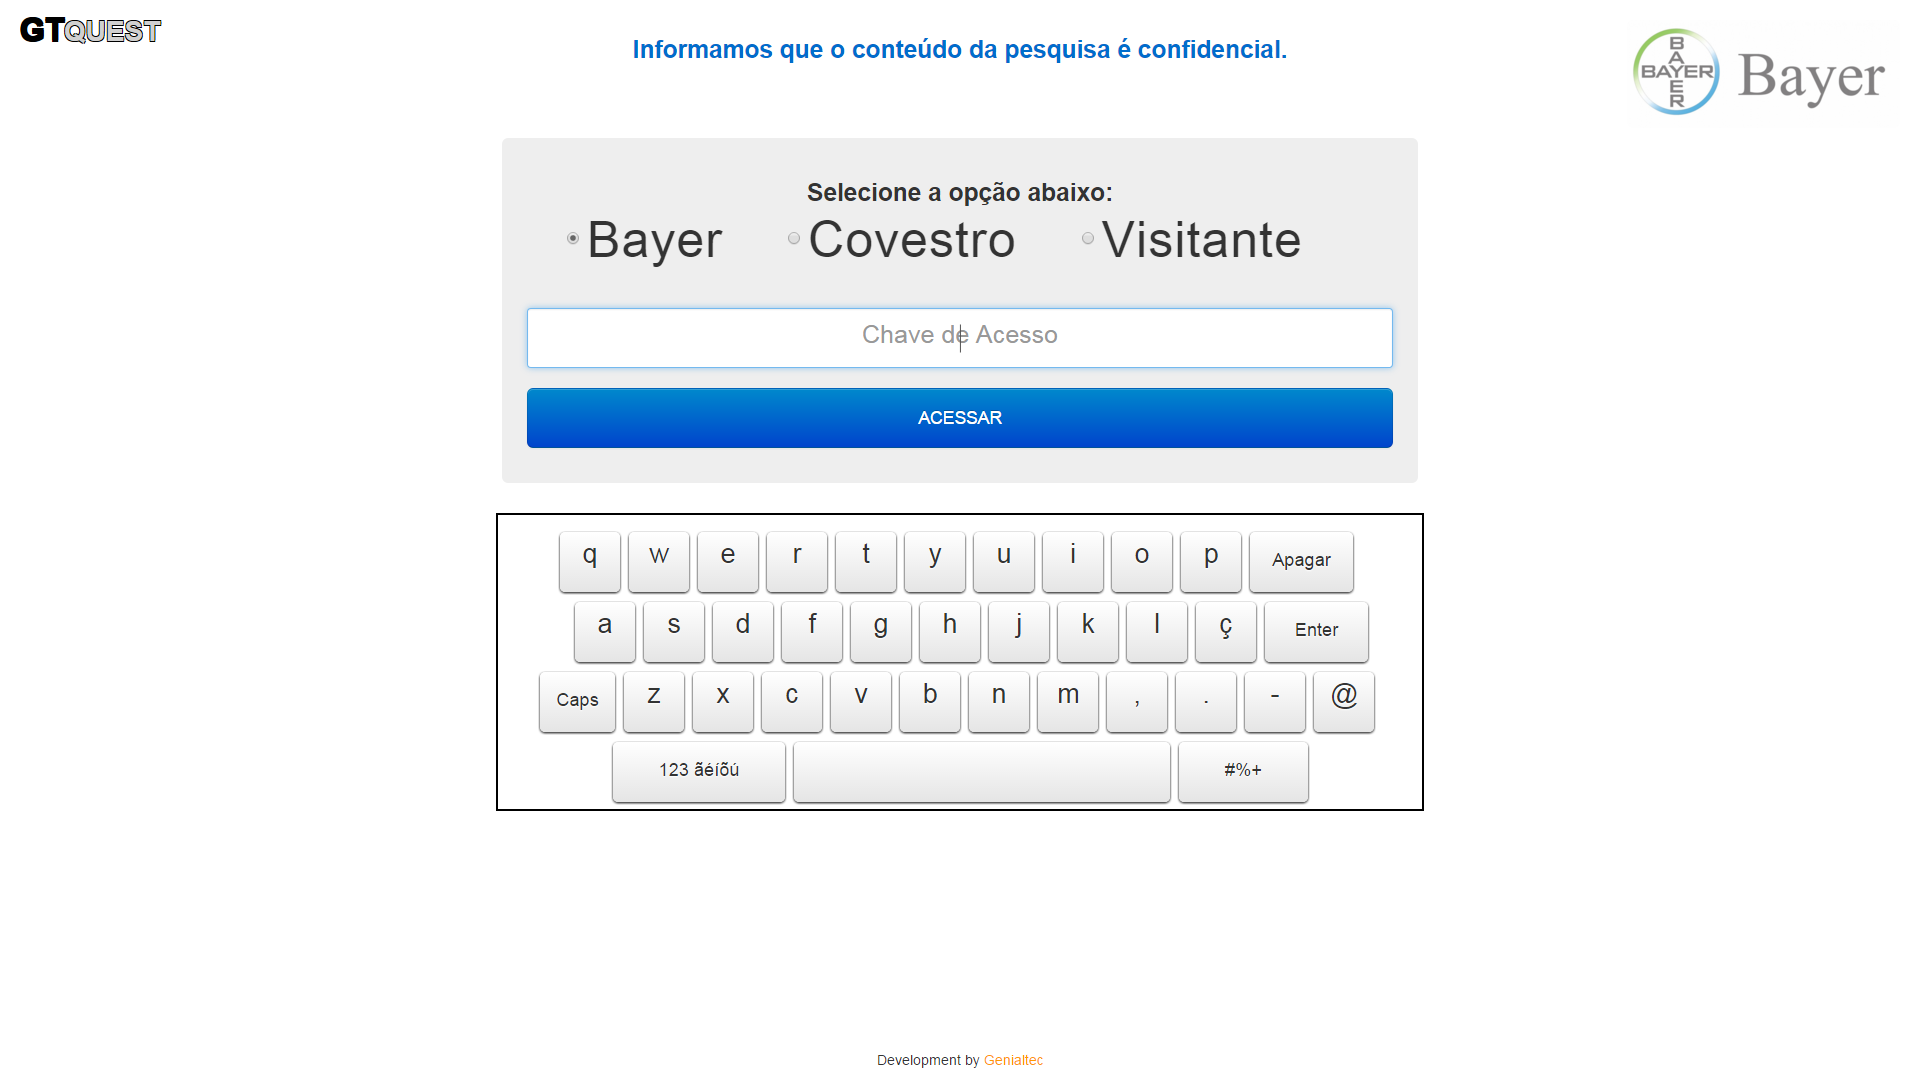 GTQUEST
Informamos que o conteúdo da pesquisa é confidencial.
BAYER
BAYER
Bayer
Selecione a opção abaixo:
Bayer Covestro Visitante
Chave de Acesso
ACESSAR
q w e r t y u i o p Apagar
a s d f g h j k l ç Enter
Caps z x c v b n m , . - @
123 ãéíõú #%+
Development by Genialtec